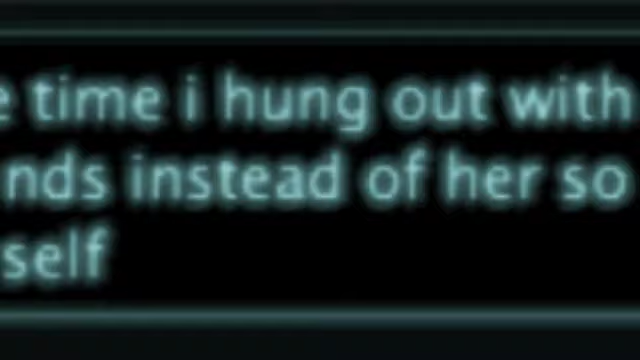 e time i hung out with
nds instead of her so
self